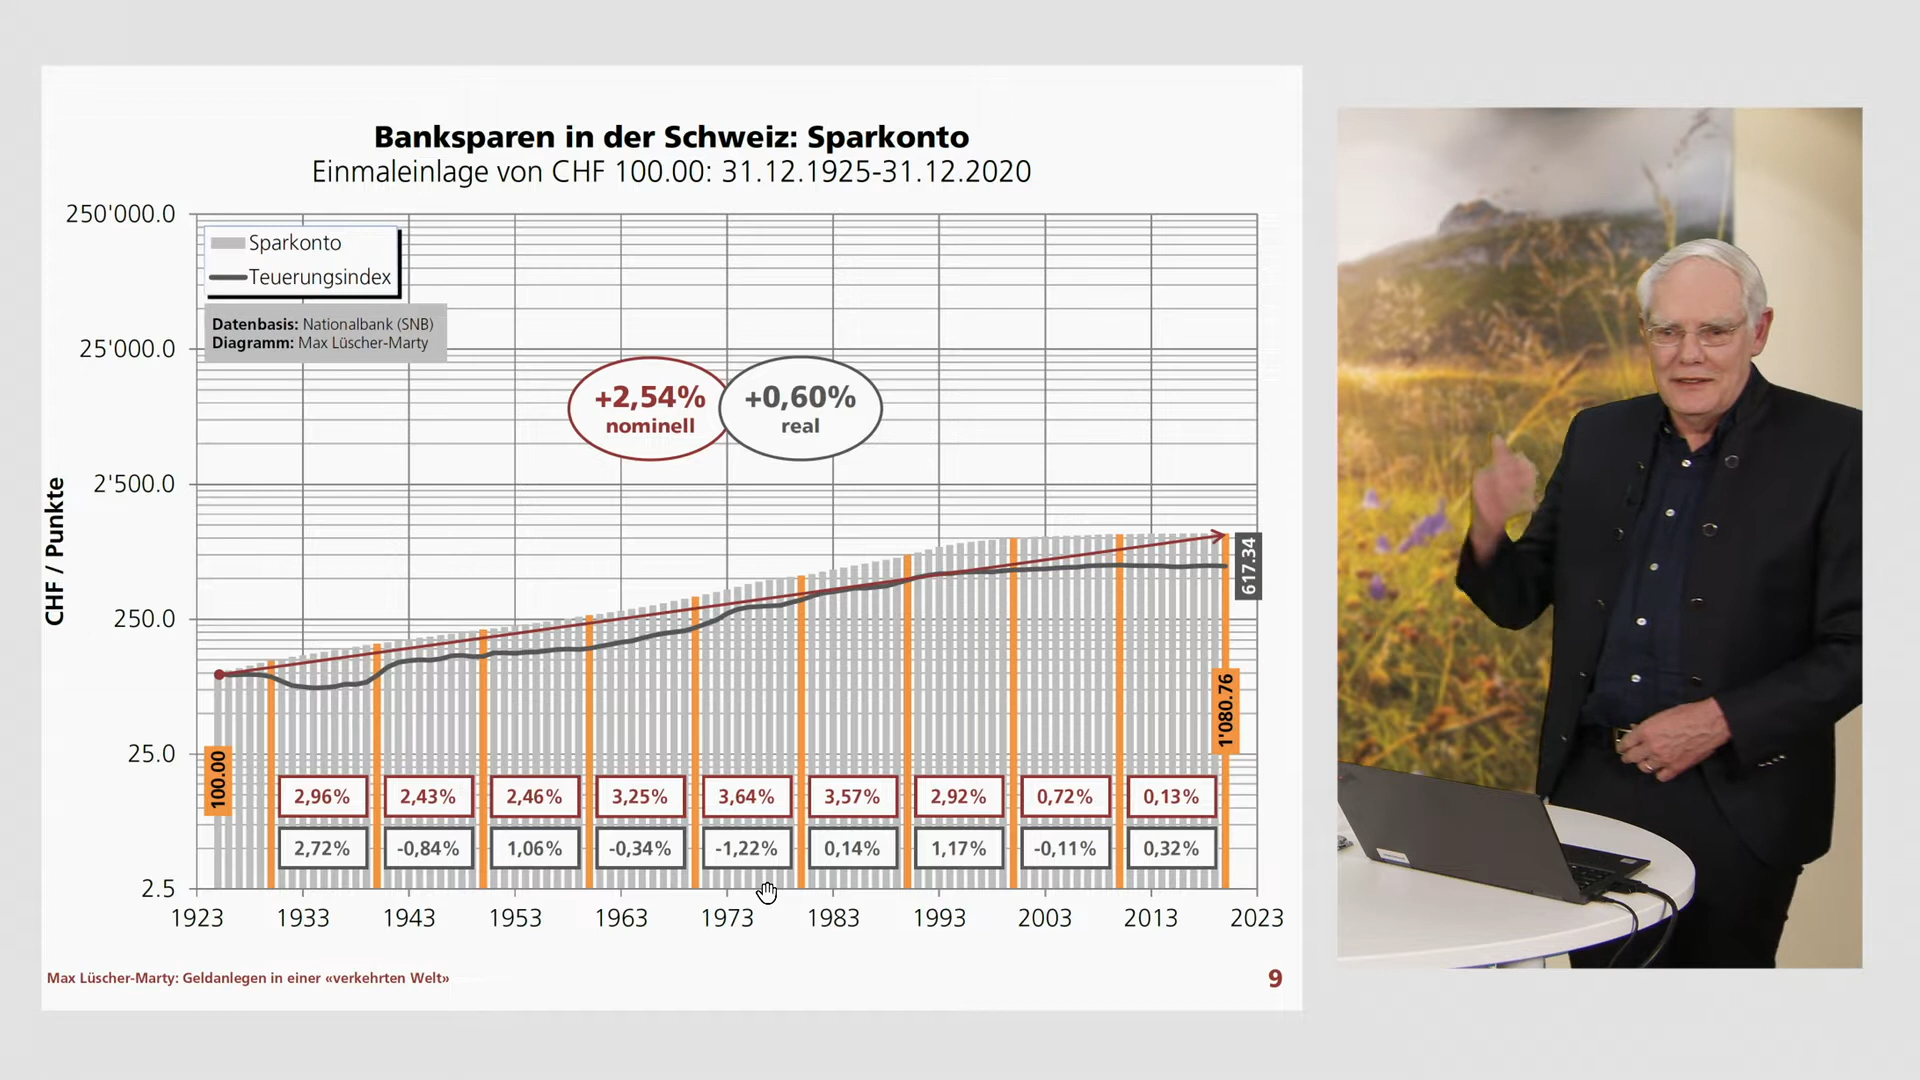 Banksparen in der Schweiz: Sparkonto
Einmaleinlage von CHF 100.00: 31.12.1925-31.12.2020
CHF / Punkte
250'000.0
25'000.0
2'500.0
250.0
25.0
2.5
Sparkonto
Teuerungsindex
Datenbasis: Nationalbank (SNB)
Diagramm: Max Lüscher-Marty
+2,54%
nominell
+0,60%
real
617.34
1'080.76
100.00
2,96% 2,43% 2,46% 3,25% 3,64% 3,57% 2,92% 0,72% 0,13%
2,72% -0,84% 1,06% -0,34% -1,22% 0,14% 1,17% -0,11% 0,32%
1923 1933 1943 1953 1963 1973 1983 1993 2003 2013 2023
Max Lüscher-Marty: Geldanlegen in einer «verkehrten Welt»
9